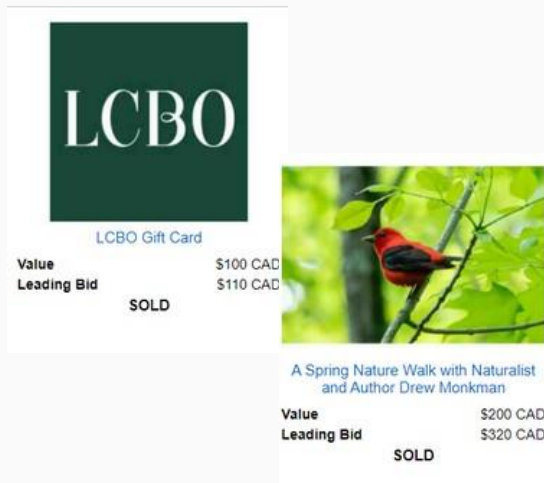 LCBO
LCBO Gift Card
Value $100 CAD
Leading Bid $110 CAD
SOLD
A Spring Nature Walk with Naturalist
and Author Drew Monkman
Value $200 CAD
Leading Bid $320 CAD
SOLD